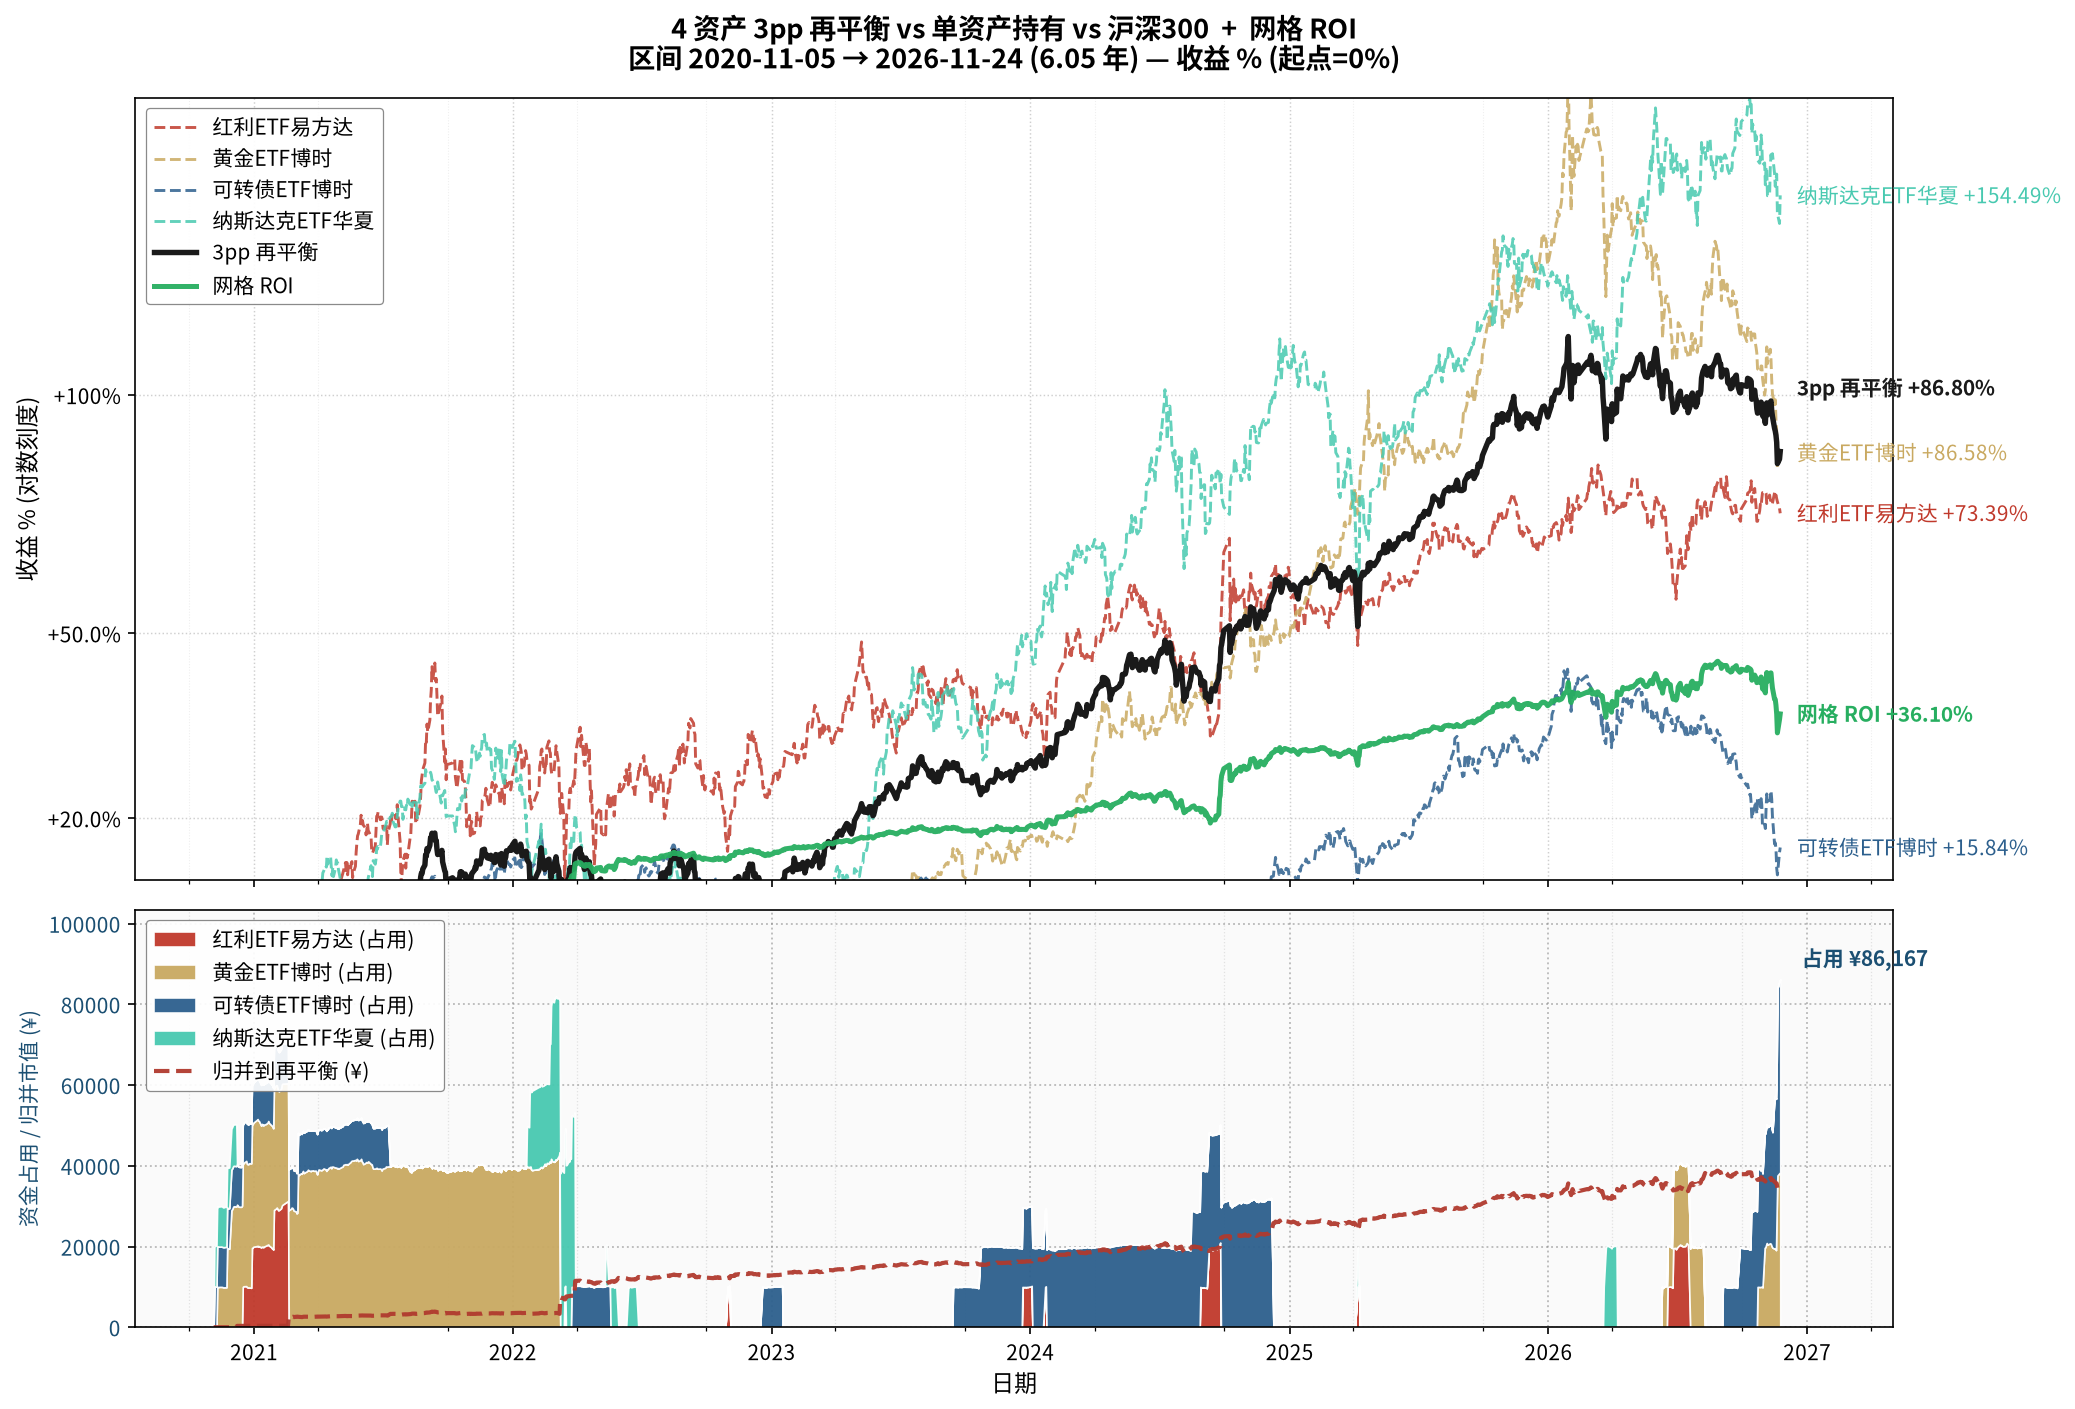 4 资产 3pp 再平衡 vs 单资产持有 vs 沪深300 + 网格 ROI
区间 2020-11-05 → 2026-11-24 (6.05 年) — 收益 % (起点=0%)
红利ETF易方达
黄金ETF博时
可转债ETF博时
纳斯达克ETF华夏
3pp 再平衡
网格 ROI
收益 % (对数刻度)
+100%
+50.0%
+20.0%
纳斯达克ETF华夏 +154.49%
3pp 再平衡 +86.80%
黄金ETF博时 +86.58%
红利ETF易方达 +73.39%
网格 ROI +36.10%
可转债ETF博时 +15.84%
红利ETF易方达 (占用)
黄金ETF博时 (占用)
可转债ETF博时 (占用)
纳斯达克ETF华夏 (占用)
归并到再平衡 (¥)
占用 ¥86,167
资金占用 / 归并市值 (¥)
100000
80000
60000
40000
20000
0
2021
2022
2023
2024
2025
2026
2027
日期